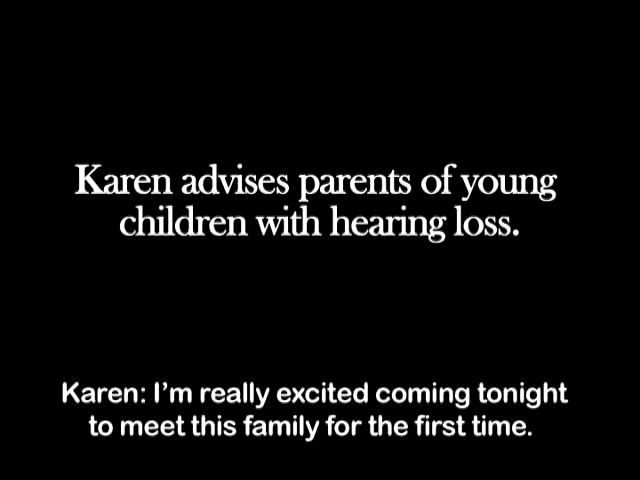 Karen advises parents of young
children with hearing loss.
Karen: I'm really excited coming tonight
to meet this family for the first time.